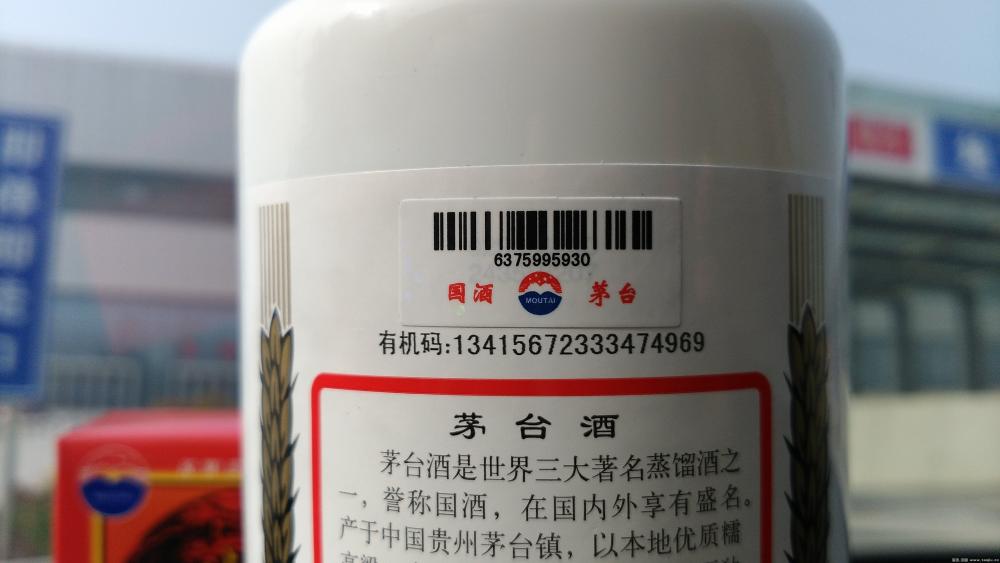 6375995930
国酒 MOUTAI 茅台
有机码:13415672333474969
茅台酒
茅台酒是世界三大著名蒸馏酒之
一，誉称国酒，在国内外享有盛名。
产于中国贵州茅台镇，以本地优质糯